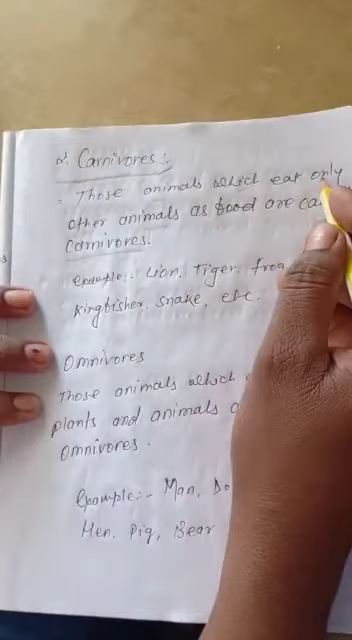 2. Carnivores :-
Those animals which eat only
other animals as food are ca
Carnivores.
Example :- Lion, Tiger, frog
Kingfisher, snake, etc.
Omnivores
Those animals which
plants and animals
Omnivores.
Example :- Man, Do
Hen, Pig, Bear